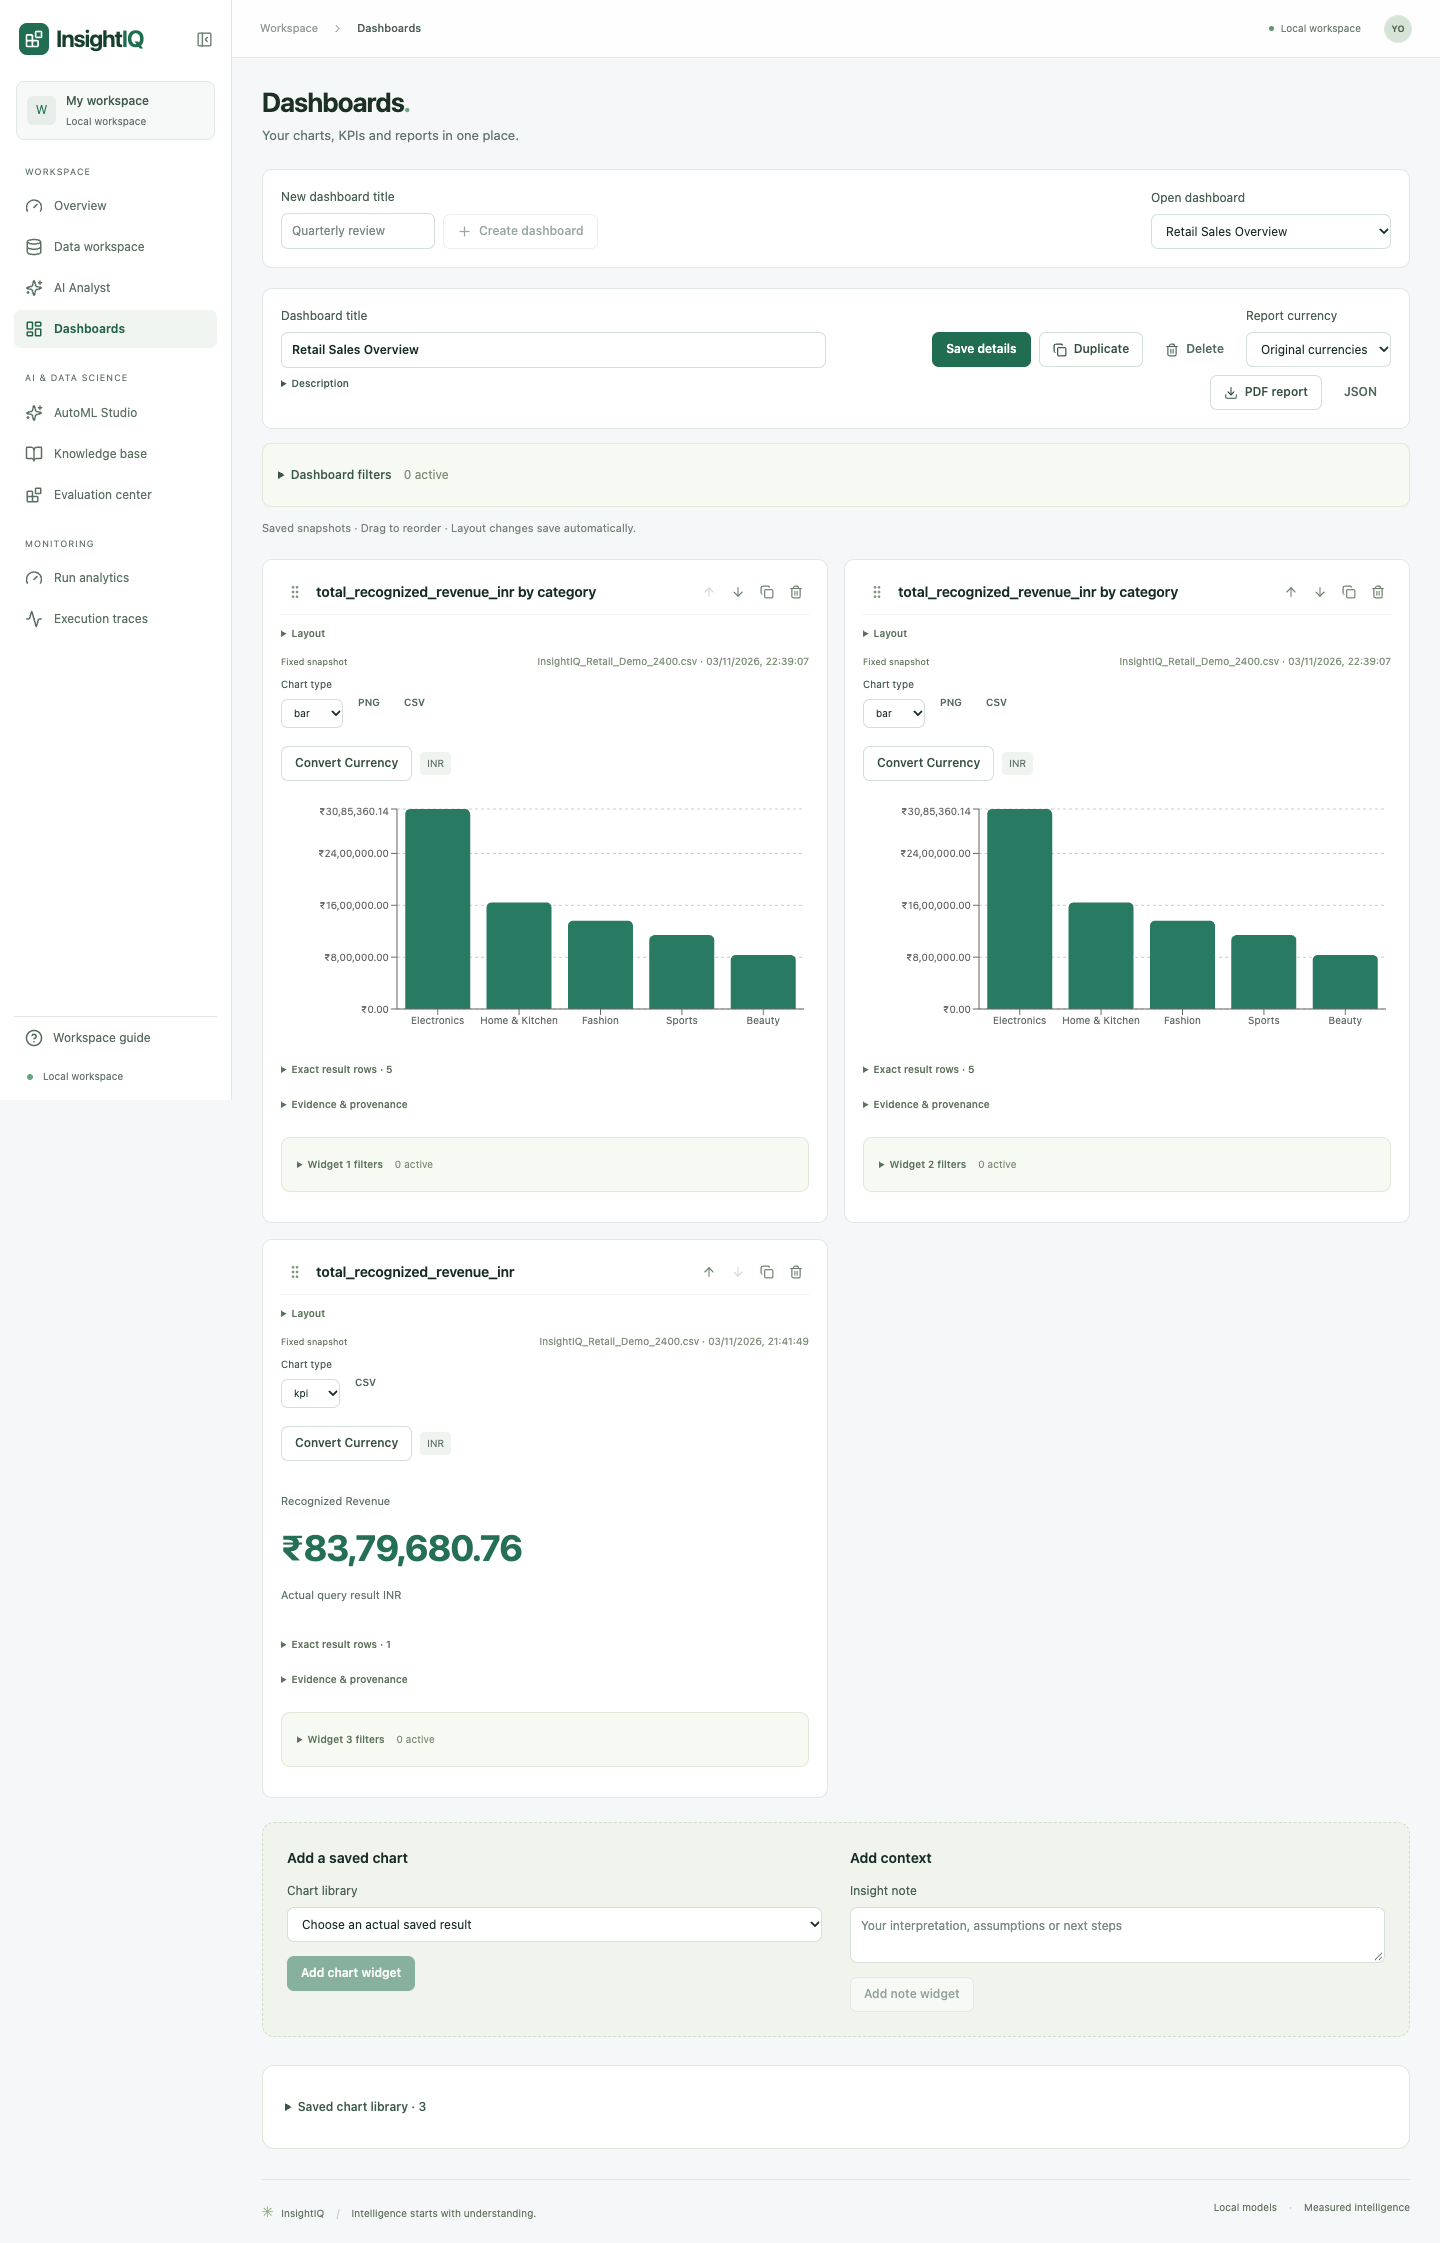 InsightIQ
W
My workspace
Local workspace
WORKSPACE
Overview
Data workspace
AI Analyst
Dashboards
AI & DATA SCIENCE
AutoML Studio
Knowledge base
Evaluation center
MONITORING
Run analytics
Execution traces
Workspace guide
Local workspace
Workspace > Dashboards
Local workspace
YO
Dashboards.
Your charts, KPIs and reports in one place.
New dashboard title
Quarterly review
Create dashboard
Open dashboard
Retail Sales Overview
Dashboard title
Retail Sales Overview
Description
Save details
Duplicate
Delete
Report currency
Original currencies
PDF report
JSON
Dashboard filters 0 active
Saved snapshots · Drag to reorder · Layout changes save automatically.
total_recognized_revenue_inr by category
Layout
Fixed snapshot
InsightIQ_Retail_Demo_2400.csv · 03/11/2026, 22:39:07
Chart type
bar
PNG
CSV
Convert Currency
INR
₹30,85,360.14
₹24,00,000.00
₹16,00,000.00
₹8,00,000.00
₹0.00
Electronics
Home & Kitchen
Fashion
Sports
Beauty
Exact result rows · 5
Evidence & provenance
Widget 1 filters 0 active
total_recognized_revenue_inr by category
Layout
Fixed snapshot
InsightIQ_Retail_Demo_2400.csv · 03/11/2026, 22:39:07
Chart type
bar
PNG
CSV
Convert Currency
INR
₹30,85,360.14
₹24,00,000.00
₹16,00,000.00
₹8,00,000.00
₹0.00
Electronics
Home & Kitchen
Fashion
Sports
Beauty
Exact result rows · 5
Evidence & provenance
Widget 2 filters 0 active
total_recognized_revenue_inr
Layout
Fixed snapshot
InsightIQ_Retail_Demo_2400.csv · 03/11/2026, 21:41:49
Chart type
kpi
CSV
Convert Currency
INR
Recognized Revenue
₹83,79,680.76
Actual query result INR
Exact result rows · 1
Evidence & provenance
Widget 3 filters 0 active
Add a saved chart
Chart library
Choose an actual saved result
Add chart widget
Add context
Insight note
Your interpretation, assumptions or next steps
Add note widget
Saved chart library · 3
InsightIQ / Intelligence starts with understanding.
Local models · Measured intelligence